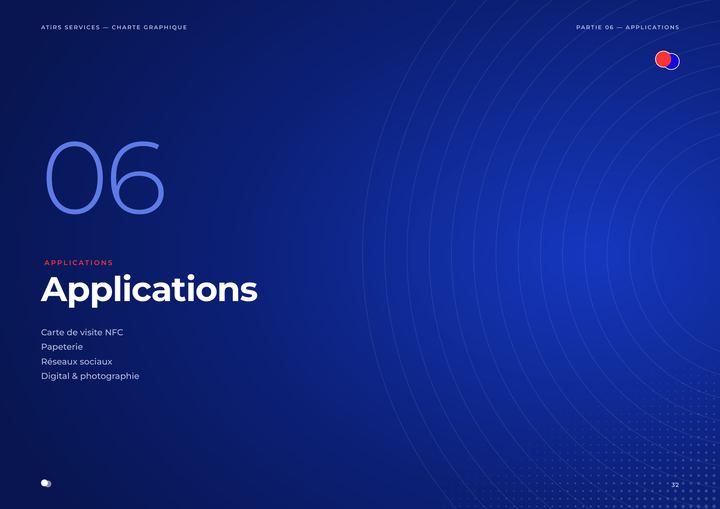 ATiRS SERVICES — CHARTE GRAPHIQUE
PARTIE 06 — APPLICATIONS
06
APPLICATIONS
Applications
Carte de visite NFC
Papeterie
Réseaux sociaux
Digital & photographie
32